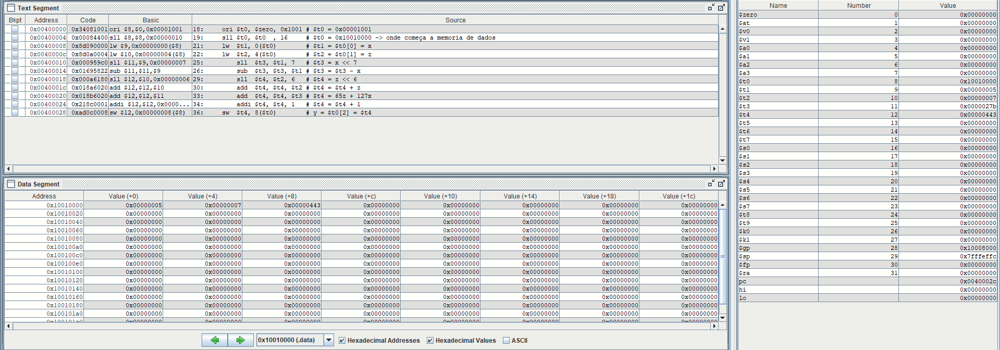 Text Segment
Bkpt Address Code Basic Source
0x00400000 0x34081001 ori $8,$0,0x00001001 18: ori $t0, $zero, 0x1001 # $t0 = 0x00001001
0x00400004 0x00084400 sll $8,$8,0x00000010 19: sll $t0, $t0 , 16 # $t0 = 0x10010000 -> onde começa a memoria de dados
0x00400008 0x8d090000 lw $9,0x00000000($8) 21: lw $t1, 0($t0) # $t1 = $t0[0] = x
0x0040000c 0x8d0a0004 lw $10,0x00000004($8) 22: lw $t2, 4($t0) # $t2 = $t0[1] = z
0x00400010 0x000959c0 sll $11,$9,0x00000007 25: sll $t3, $t1, 7 # $t3 = x << 7
0x00400014 0x01695822 sub $11,$11,$9 26: sub $t3, $t3, $t1 # $t3 = $t3 - x
0x00400018 0x000a6180 sll $12,$10,0x00000006 29: sll $t4, $t2, 6 # $t4 = z << 6
0x0040001c 0x018a6020 add $12,$12,$10 30: add $t4, $t4, $t2 # $t4 = $t4 + z
0x00400020 0x018b6020 add $12,$12,$11 33: add $t4, $t4, $t3 # $t4 = 65z + 127x
0x00400024 0x218c0001 addi $12,$12,0x0000... 34: addi $t4, $t4, 1 # $t4 = $t4 + 1
0x00400028 0xad0c0008 sw $12,0x00000008($8) 36: sw $t4, 8($t0) # y = $t0[2] = $t4
Data Segment
Address Value (+0) Value (+4) Value (+8) Value (+c) Value (+10) Value (+14) Value (+18) Value (+1c)
0x10010000 0x00000005 0x00000007 0x00000443 0x00000000 0x00000000 0x00000000 0x00000000 0x00000000
0x10010020 0x00000000 0x00000000 0x00000000 0x00000000 0x00000000 0x00000000 0x00000000 0x00000000
0x10010040 0x00000000 0x00000000 0x00000000 0x00000000 0x00000000 0x00000000 0x00000000 0x00000000
0x10010060 0x00000000 0x00000000 0x00000000 0x00000000 0x00000000 0x00000000 0x00000000 0x00000000
0x10010080 0x00000000 0x00000000 0x00000000 0x00000000 0x00000000 0x00000000 0x00000000 0x00000000
0x100100a0 0x00000000 0x00000000 0x00000000 0x00000000 0x00000000 0x00000000 0x00000000 0x00000000
0x100100c0 0x00000000 0x00000000 0x00000000 0x00000000 0x00000000 0x00000000 0x00000000 0x00000000
0x100100e0 0x00000000 0x00000000 0x00000000 0x00000000 0x00000000 0x00000000 0x00000000 0x00000000
0x10010100 0x00000000 0x00000000 0x00000000 0x00000000 0x00000000 0x00000000 0x00000000 0x00000000
0x10010120 0x00000000 0x00000000 0x00000000 0x00000000 0x00000000 0x00000000 0x00000000 0x00000000
0x10010140 0x00000000 0x00000000 0x00000000 0x00000000 0x00000000 0x00000000 0x00000000 0x00000000
0x10010160 0x00000000 0x00000000 0x00000000 0x00000000 0x00000000 0x00000000 0x00000000 0x00000000
0x10010180 0x00000000 0x00000000 0x00000000 0x00000000 0x00000000 0x00000000 0x00000000 0x00000000
0x100101a0 0x00000000 0x00000000 0x00000000 0x00000000 0x00000000 0x00000000 0x00000000 0x00000000
0x10010000 (.data) Hexadecimal Addresses Hexadecimal Values ASCII
Name Number Value
$zero 0 0x00000000
$at 1 0x00000000
$v0 2 0x00000000
$v1 3 0x00000000
$a0 4 0x00000000
$a1 5 0x00000000
$a2 6 0x00000000
$a3 7 0x00000000
$t0 8 0x10010000
$t1 9 0x00000005
$t2 10 0x00000007
$t3 11 0x0000027b
$t4 12 0x00000443
$t5 13 0x00000000
$t6 14 0x00000000
$t7 15 0x00000000
$s0 16 0x00000000
$s1 17 0x00000000
$s2 18 0x00000000
$s3 19 0x00000000
$s4 20 0x00000000
$s5 21 0x00000000
$s6 22 0x00000000
$s7 23 0x00000000
$t8 24 0x00000000
$t9 25 0x00000000
$k0 26 0x00000000
$k1 27 0x00000000
$gp 28 0x10008000
$sp 29 0x7fffeffc
$fp 30 0x00000000
$ra 31 0x00000000
pc 0x0040002c
hi 0x00000000
lo 0x00000000